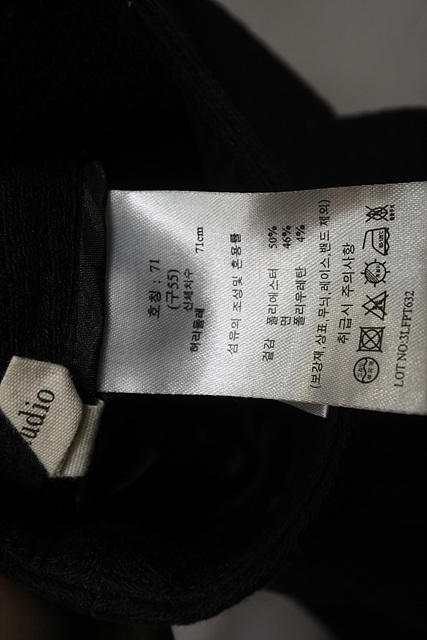 호칭 : 71
(구55)
신체치수
허리둘레 71cm
섬유의 조성및 혼용률
겉감 폴리에스터 50%
면 46%
폴리우레탄 4%
(보강재,상표,무늬,레이스,밴드 제외)
취급시 주의사항
LOT NO:3LFPT632
udio